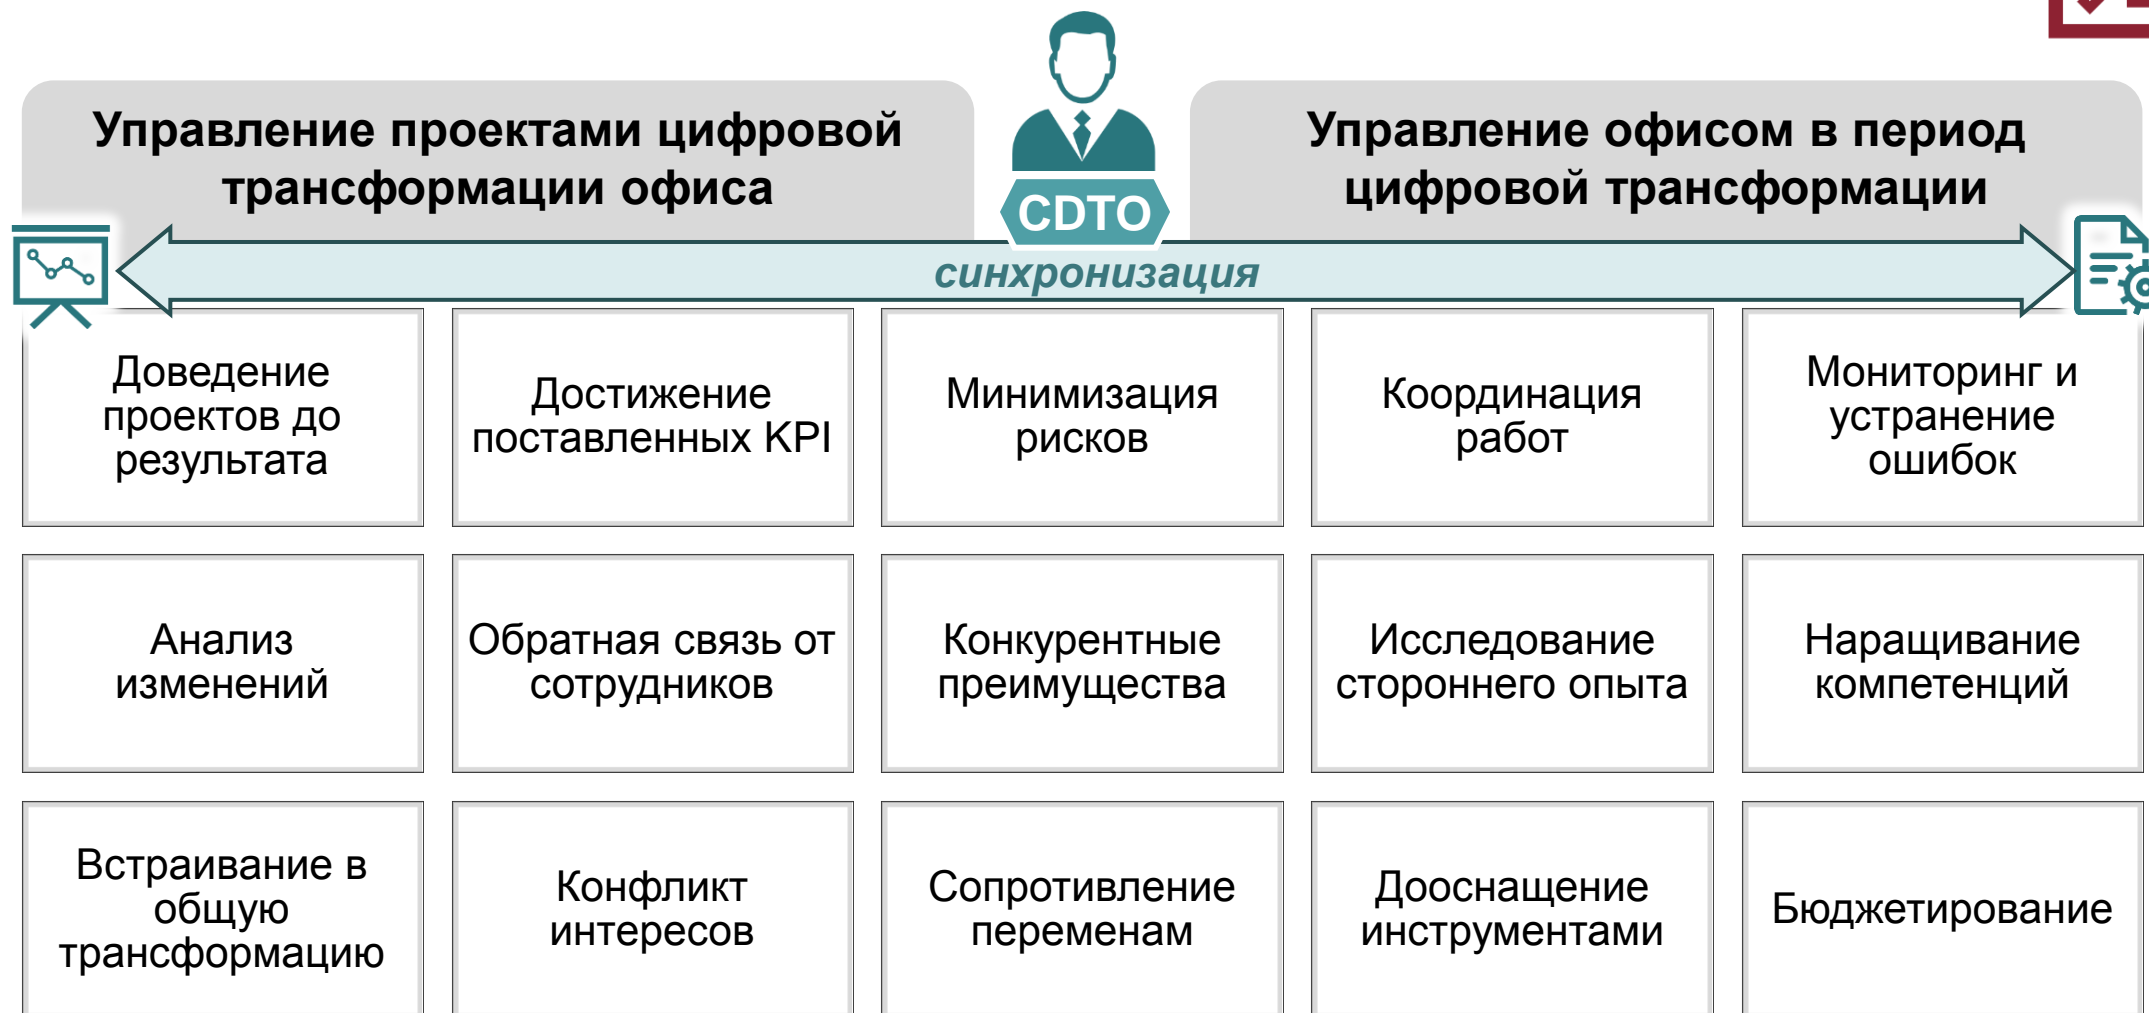 Управление проектами цифровой
трансформации офиса
CDTO
Управление офисом в период
цифровой трансформации
синхронизация
Доведение
проектов до
результата
Достижение
поставленных KPI
Минимизация
рисков
Координация
работ
Мониторинг и
устранение
ошибок
Анализ
изменений
Обратная связь от
сотрудников
Конкурентные
преимущества
Исследование
стороннего опыта
Наращивание
компетенций
Встраивание в
общую
трансформацию
Конфликт
интересов
Сопротивление
переменам
Дооснащение
инструментами
Бюджетирование